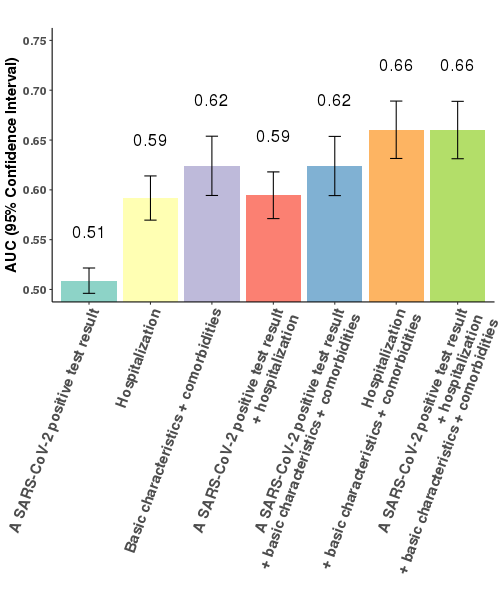 AUC (95% Confidence Interval)
0.75
0.70
0.65
0.60
0.55
0.50
0.51
0.59
0.62
0.59
0.62
0.66
0.66
A SARS-CoV-2 positive test result
Hospitalization
Basic characteristics + comorbidities
A SARS-CoV-2 positive test result
+ hospitalization
A SARS-CoV-2 positive test result
+ basic characteristics + comorbidities
Hospitalization
+ basic characteristics + comorbidities
A SARS-CoV-2 positive test result
+ hospitalization
+ basic characteristics + comorbidities